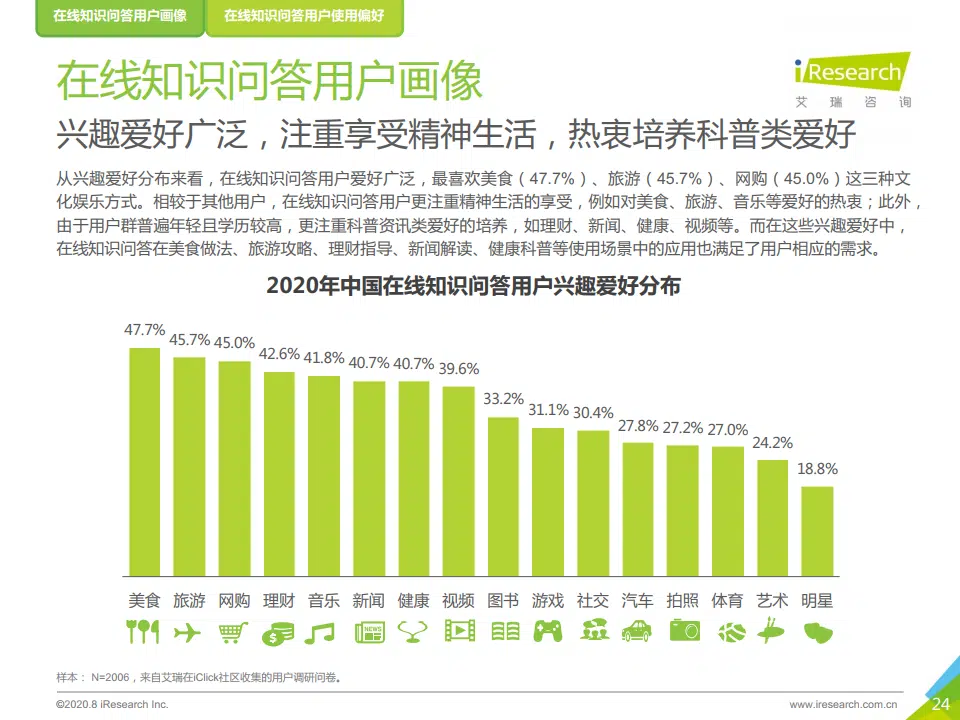 在线知识问答用户画像
在线知识问答用户使用偏好
在线知识问答用户画像
iResearch
艾瑞咨询
兴趣爱好广泛，注重享受精神生活，热衷培养科普类爱好
从兴趣爱好分布来看，在线知识问答用户爱好广泛，最喜欢美食（47.7%）、旅游（45.7%）、网购（45.0%）这三种文
化娱乐方式。相较于其他用户，在线知识问答用户更注重精神生活的享受，例如对美食、旅游、音乐等爱好的热衷；此外，
由于用户群普遍年轻且学历较高，更注重科普资讯类爱好的培养，如理财、新闻、健康、视频等。而在这些兴趣爱好中，
在线知识问答在美食做法、旅游攻略、理财指导、新闻解读、健康科普等使用场景中的应用也满足了用户相应的需求。
2020年中国在线知识问答用户兴趣爱好分布
47.7% 45.7% 45.0% 42.6% 41.8% 40.7% 40.7% 39.6% 33.2% 31.1% 30.4% 27.8% 27.2% 27.0% 24.2% 18.8%
美食 旅游 网购 理财 音乐 新闻 健康 视频 图书 游戏 社交 汽车 拍照 体育 艺术 明星
NEWS
样本：N=2006，来自艾瑞在iClick社区收集的用户调研问卷。
©2020.8 iResearch Inc.
www.iresearch.com.cn
24